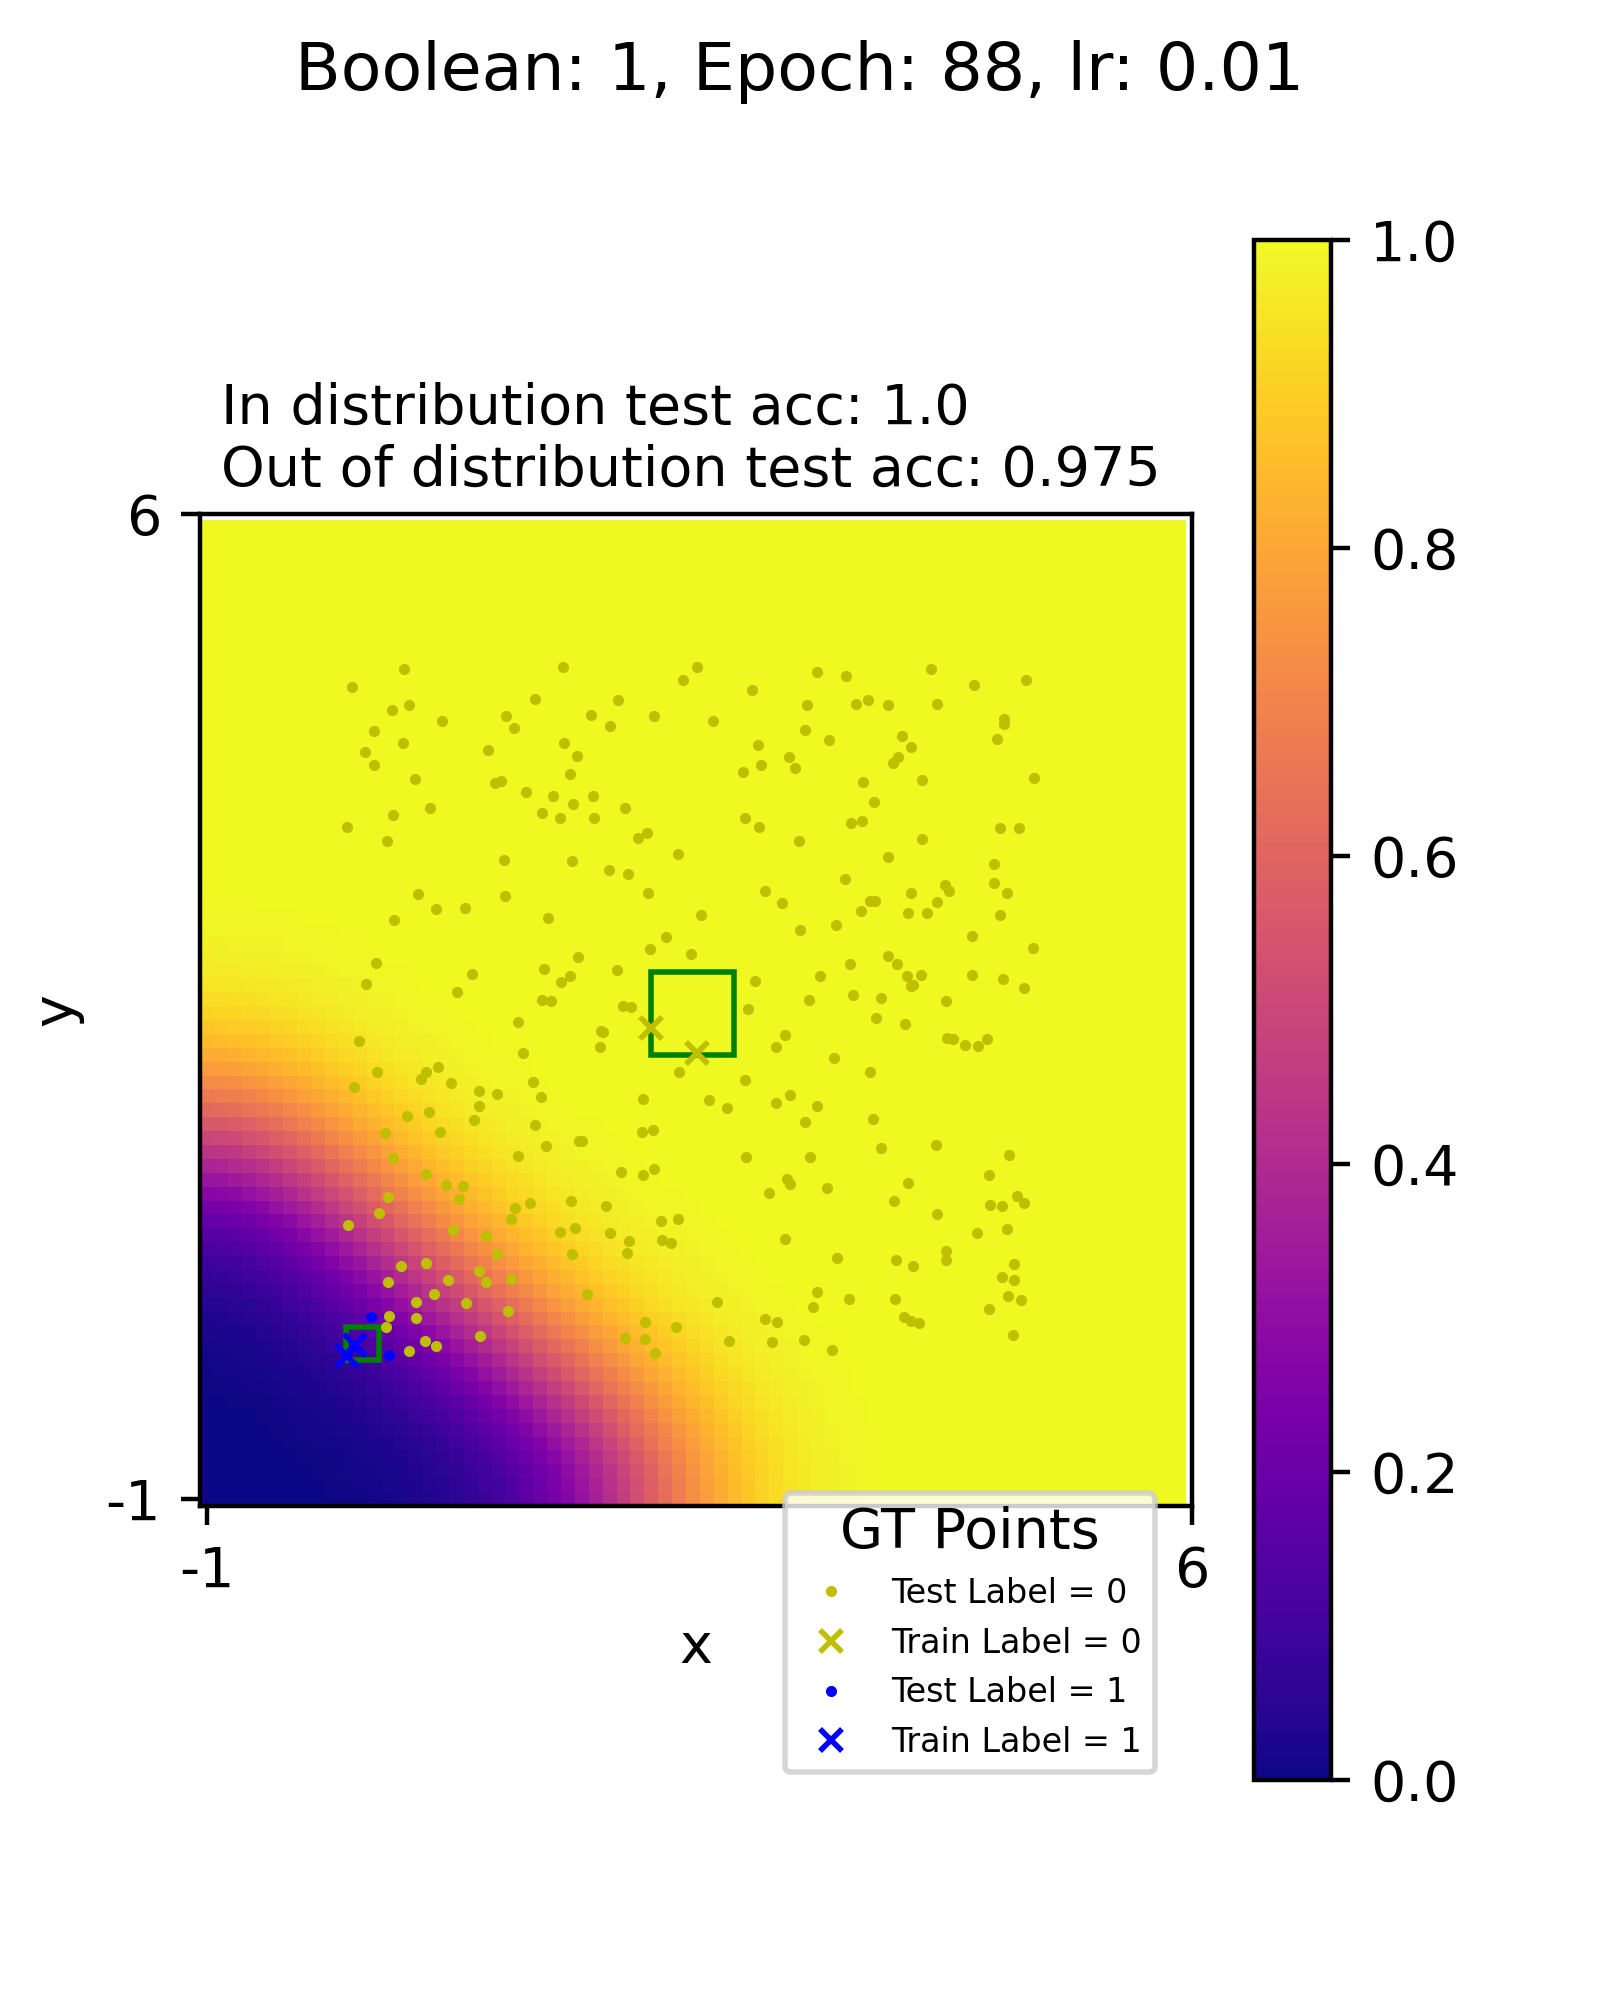 Boolean: 1, Epoch: 88, lr: 0.01
In distribution test acc: 1.0
Out of distribution test acc: 0.975
6
y
-1
-1
6
x
GT Points
Test Label = 0
Train Label = 0
Test Label = 1
Train Label = 1
1.0
0.8
0.6
0.4
0.2
0.0